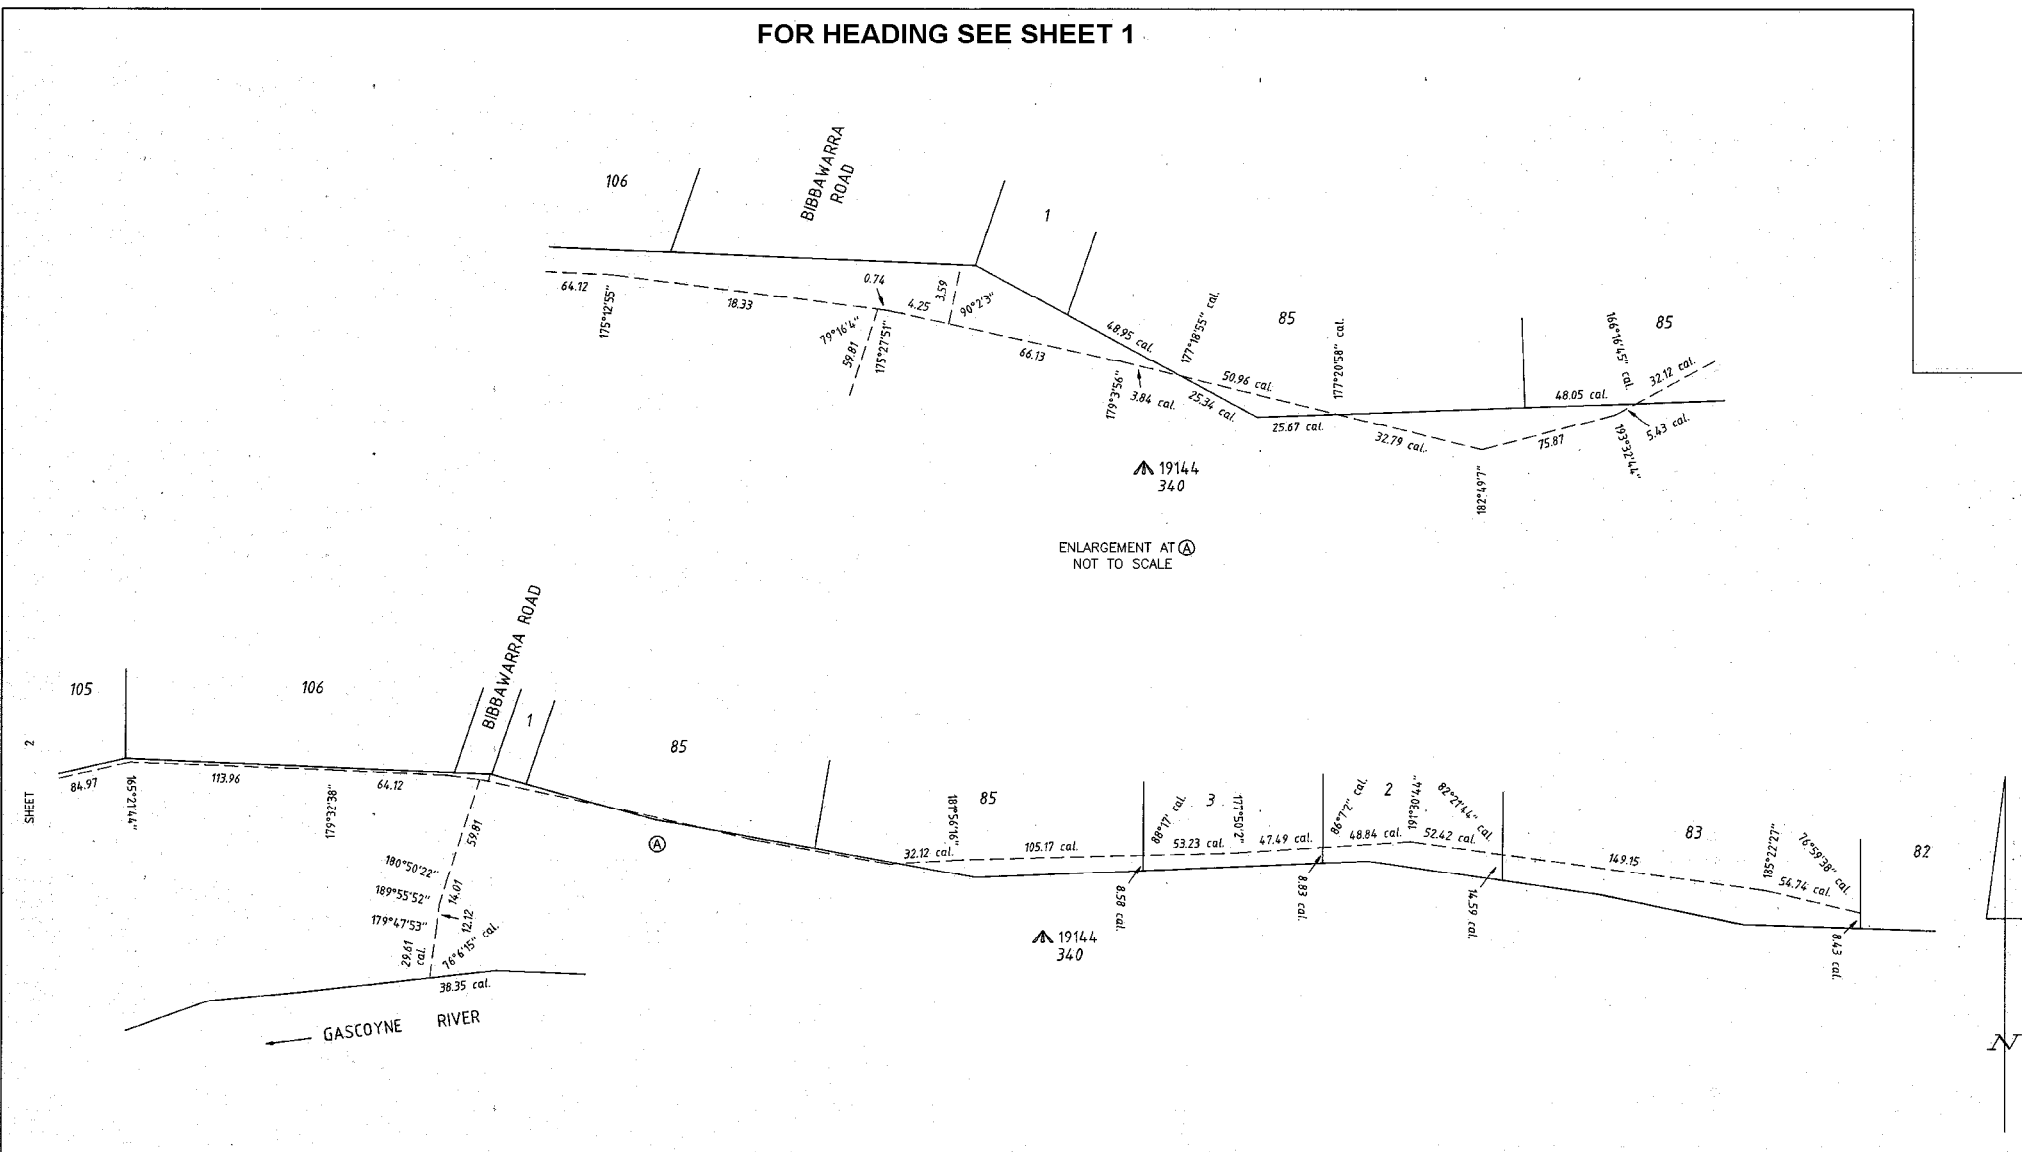 FOR HEADING SEE SHEET 1
106
BIBBAWARRA
ROAD
1
85
85
64.12
175°12'55"
18.33
0.74
4.25
3.59
90°2'3"
79°16'4"
59.81
175°27'51"
66.13
48.95 cal.
177°18'55" cal.
179°3'56"
3.84 cal.
25.34 cal.
50.96 cal.
177°20'58" cal.
25.67 cal.
32.79 cal.
182°49'7"
75.87
48.05 cal.
166°16'45" cal.
32.12 cal.
5.43 cal.
193°32'44"
19144
340
ENLARGEMENT AT A
NOT TO SCALE
SHEET 2
105
106
BIBBAWARRA ROAD
1
85
85
3
2
83
82
84.97
165°21'44"
113.96
179°32'38"
64.12
59.81
180°50'22"
189°55'52"
179°47'53"
14.01
12.12
29.61
cal.
76°6'15" cal.
38.35 cal.
A
32.12 cal.
181°56'16"
105.17 cal.
88°17' cal.
8.58 cal.
53.23 cal.
177°50'2"
47.49 cal.
86°7'2" cal.
8.83 cal.
48.84 cal.
191°30'44"
52.42 cal.
82°21'44" cal.
14.59 cal.
149.15
185°22'27"
54.74 cal.
76°59'38" cal.
8.43 cal.
19144
340
GASCOYNE RIVER
N